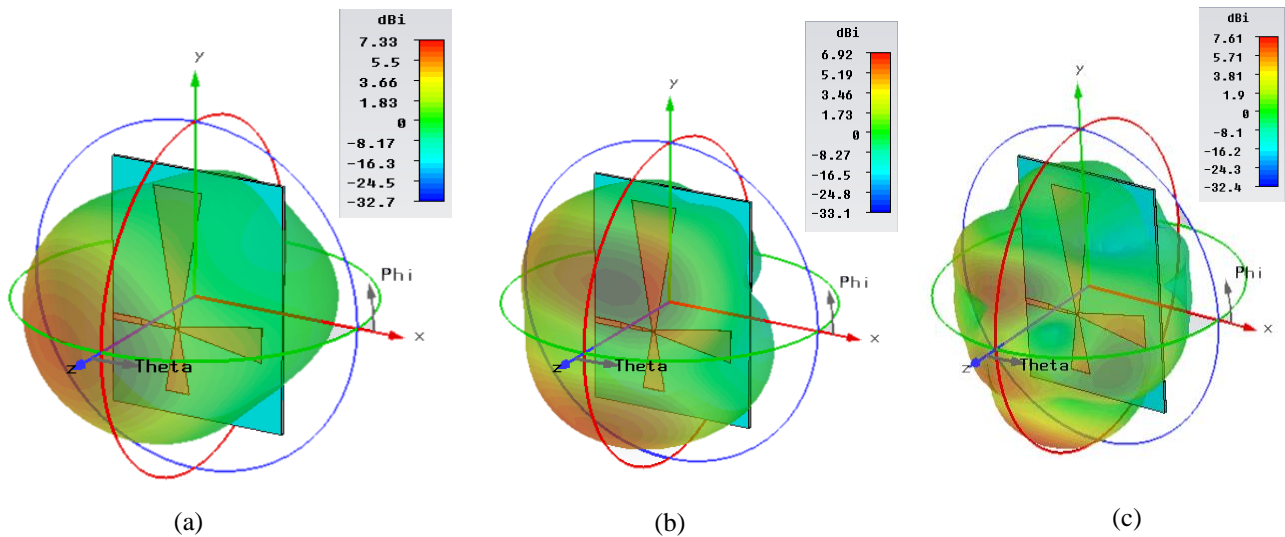 dBi
7.33
5.5
3.66
1.83
0
-8.17
-16.3
-24.5
-32.7
y
Phi
x
z
Theta
(a)
dBi
6.92
5.19
3.46
1.73
0
-8.27
-16.5
-24.8
-33.1
y
Phi
x
z
Theta
(b)
dBi
7.61
5.71
3.81
1.9
0
-8.1
-16.2
-24.3
-32.4
y
Phi
x
z
Theta
(c)